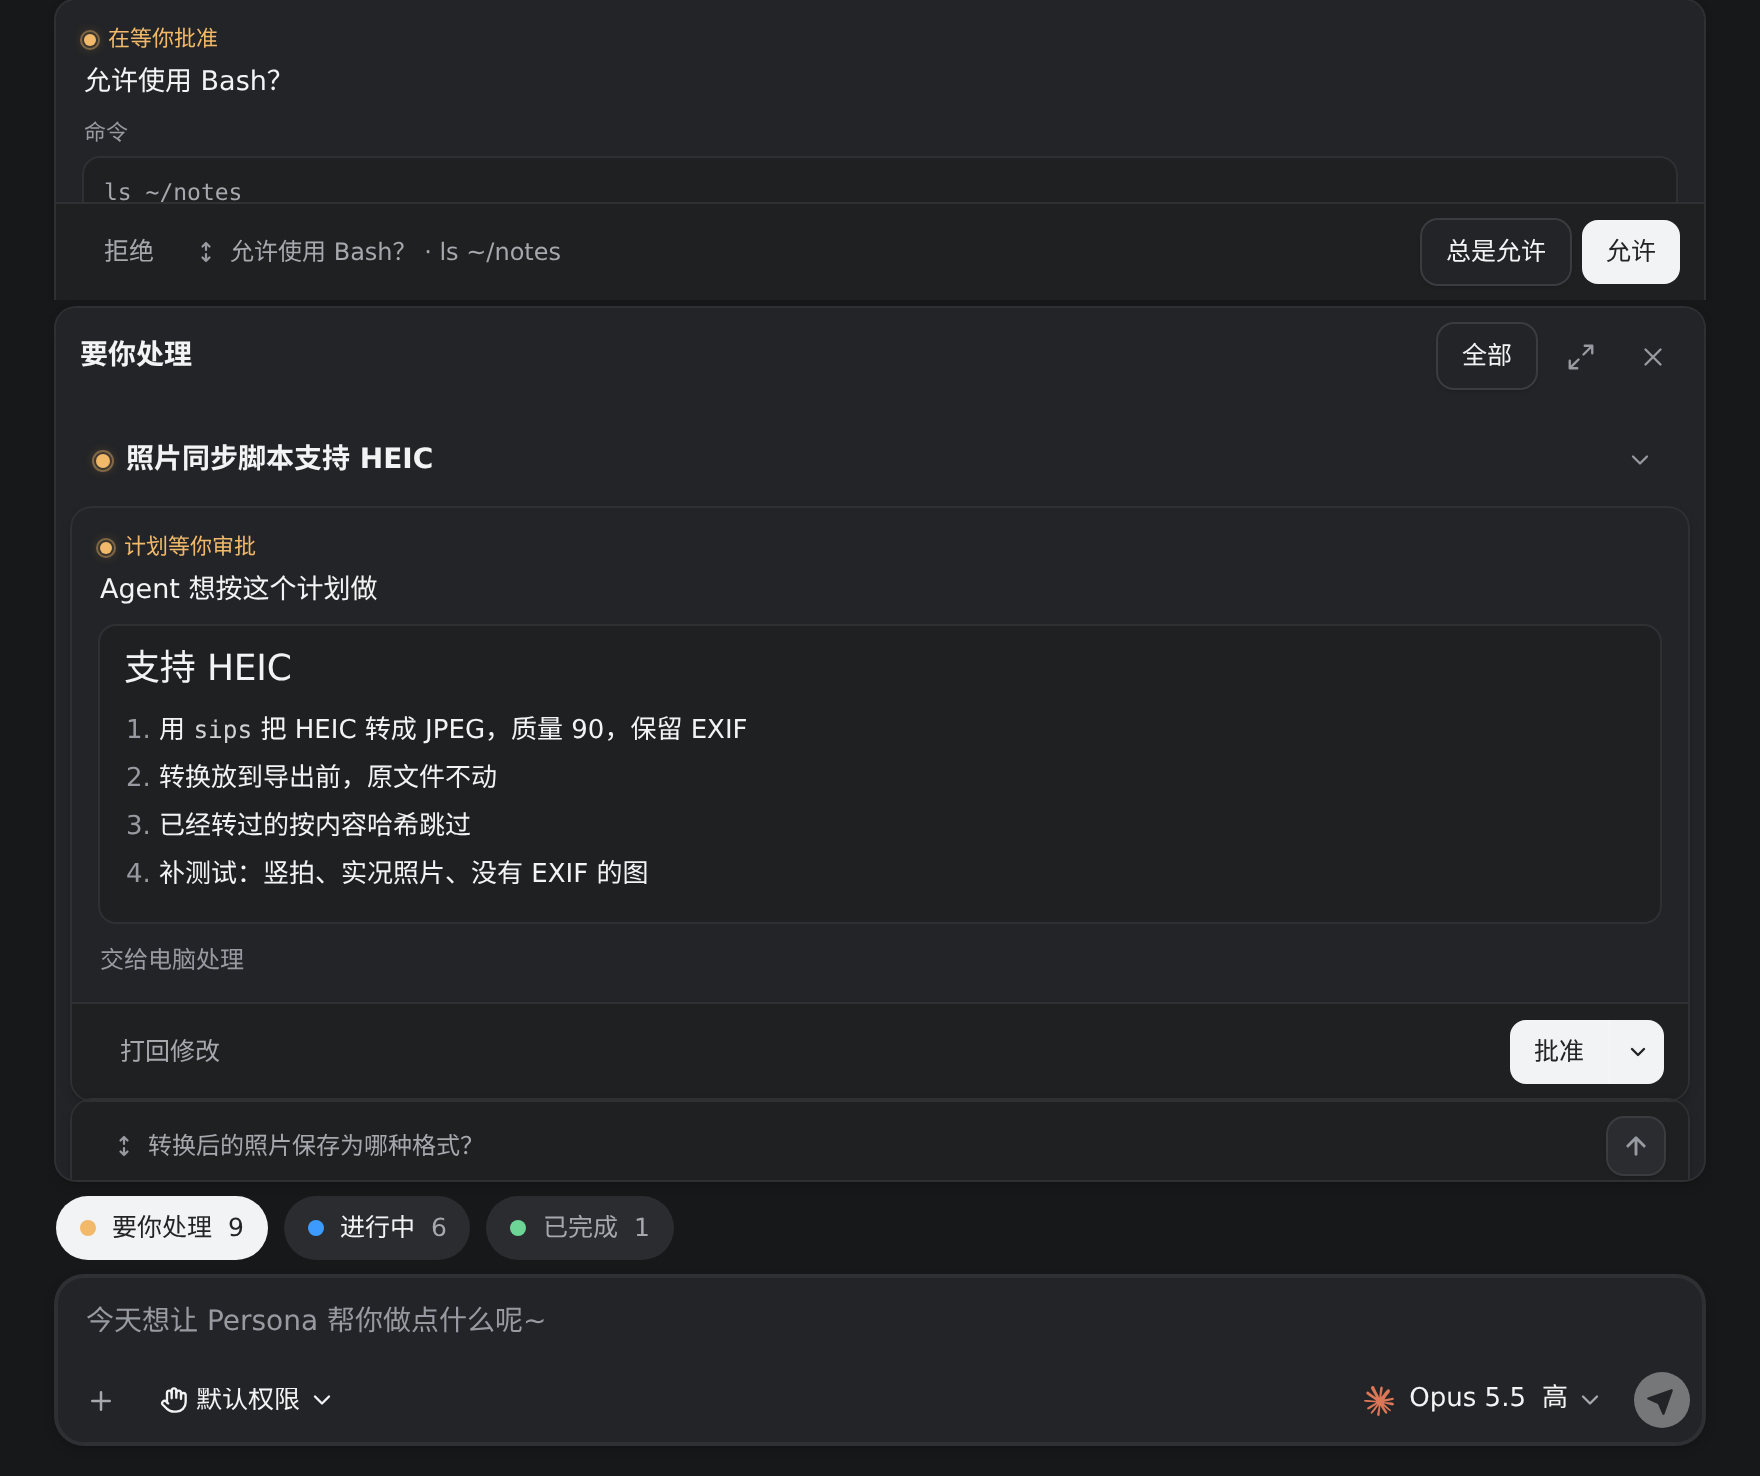 在等你批准
允许使用 Bash？
命令
ls ~/notes
拒绝 允许使用 Bash？ · ls ~/notes 总是允许 允许
要你处理 全部
照片同步脚本支持 HEIC
计划等你审批
Agent 想按这个计划做
支持 HEIC
1. 用 sips 把 HEIC 转成 JPEG，质量 90，保留 EXIF
2. 转换放到导出前，原文件不动
3. 已经转过的按内容哈希跳过
4. 补测试：竖拍、实况照片、没有 EXIF 的图
交给电脑处理
打回修改 批准
转换后的照片保存为哪种格式？
要你处理 9 进行中 6 已完成 1
今天想让 Persona 帮你做点什么呢~
默认权限 Opus 5.5 高